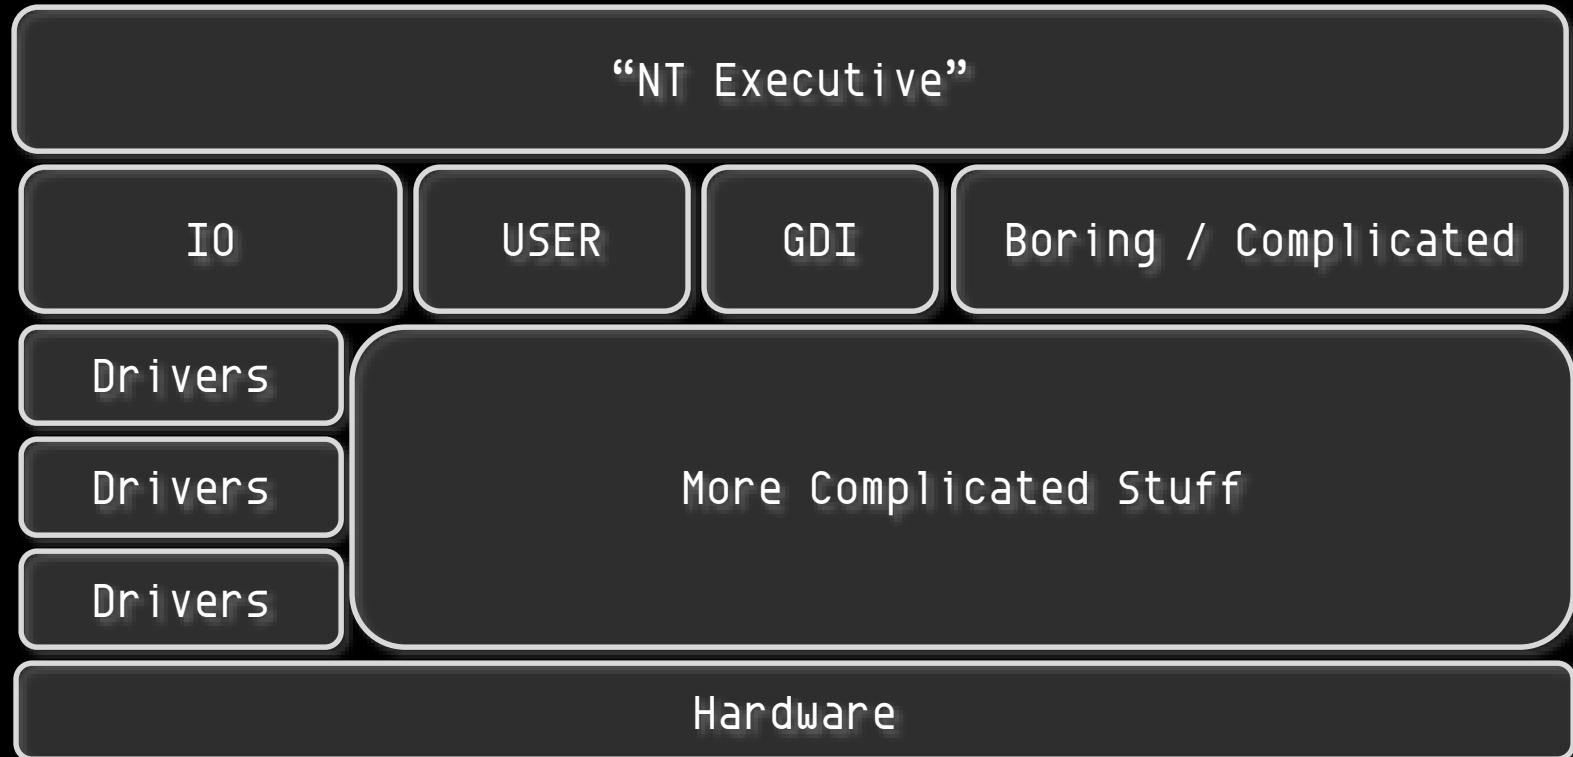 “NT Executive”
IO
USER
GDI
Boring / Complicated
Drivers
Drivers
More Complicated Stuff
Drivers
Hardware